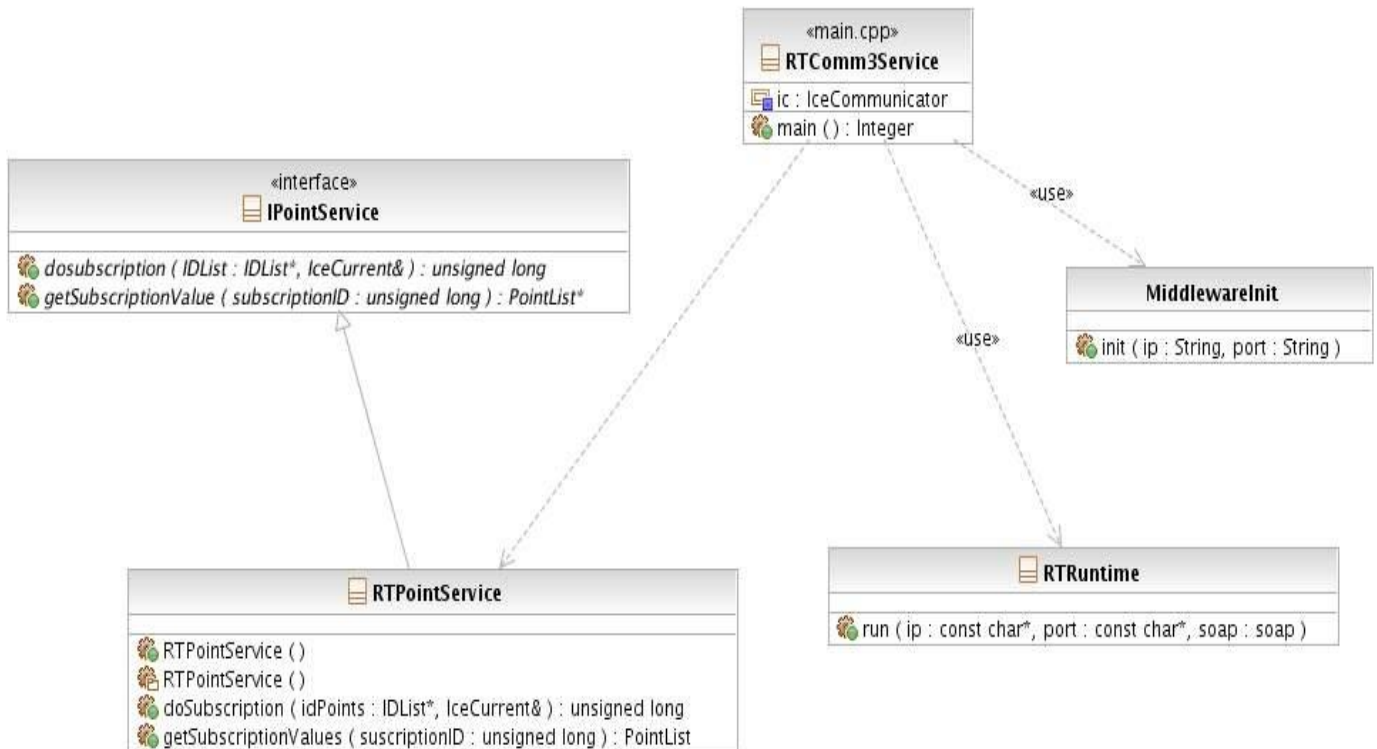 «main.cpp»
RTComm3Service
ic : IceCommunicator
main ( ) : Integer
«interface»
IPointService
dosubscription ( IDList : IDList*, IceCurrent& ) : unsigned long
getSubscriptionValue ( subscriptionID : unsigned long ) : PointList*
«use»
MiddlewareInit
init ( ip : String, port : String )
«use»
RTRuntime
run ( ip : const char*, port : const char*, soap : soap )
RTPointService
RTPointService ( )
RTPointService ( )
doSubscription ( idPoints : IDList*, IceCurrent& ) : unsigned long
getSubscriptionValues ( suscriptionID : unsigned long ) : PointList